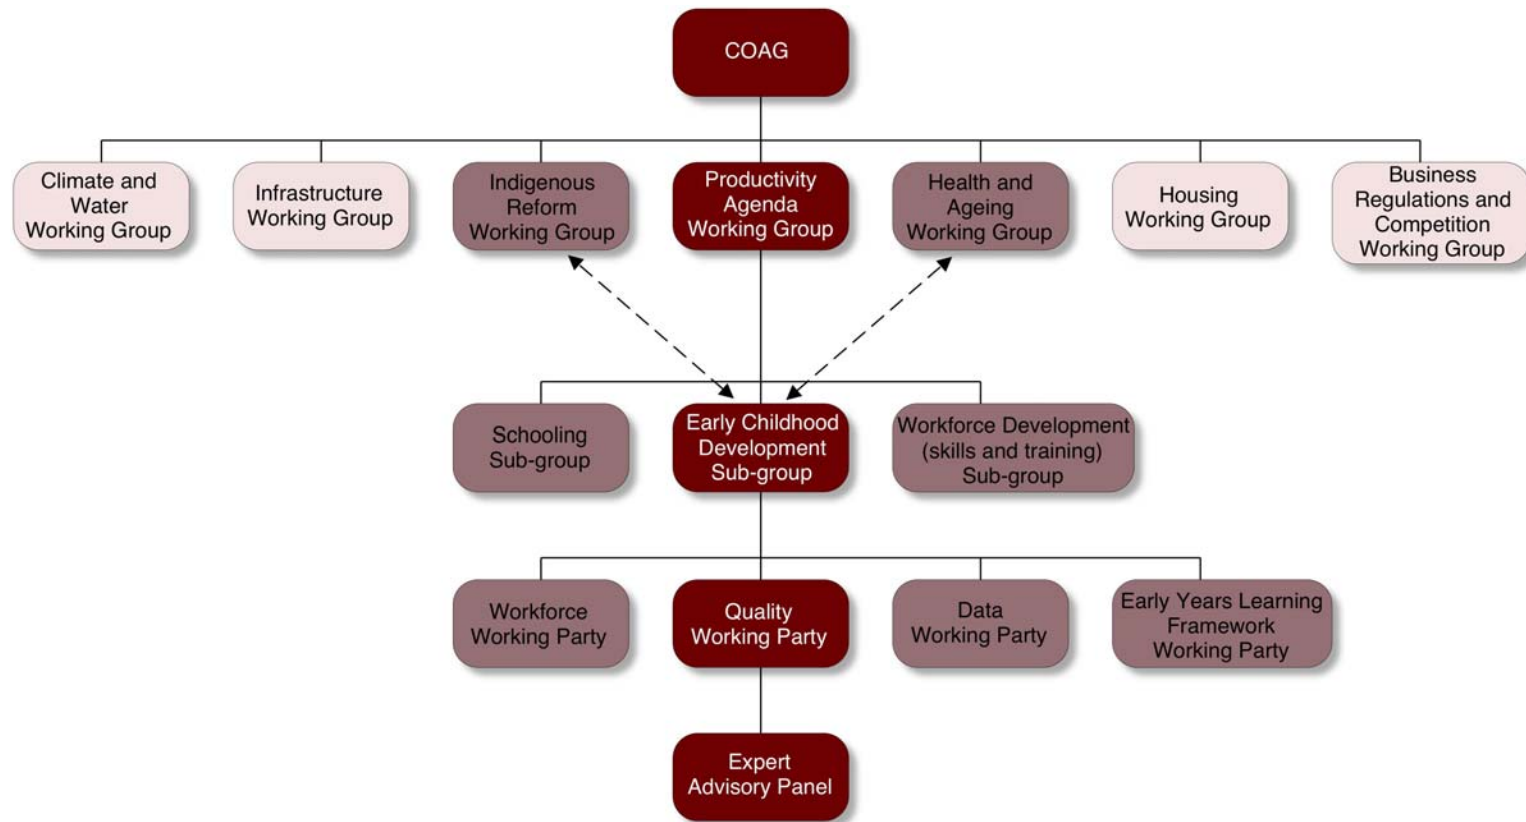 COAG
Climate and
Water
Working Group
Infrastructure
Working Group
Indigenous
Reform
Working Group
Productivity
Agenda
Working Group
Health and
Ageing
Working Group
Housing
Working Group
Business
Regulations and
Competition
Working Group
Schooling
Sub-group
Early Childhood
Development
Sub-group
Workforce Development
(skills and training)
Sub-group
Workforce
Working Party
Quality
Working Party
Data
Working Party
Early Years Learning
Framework
Working Party
Expert
Advisory Panel